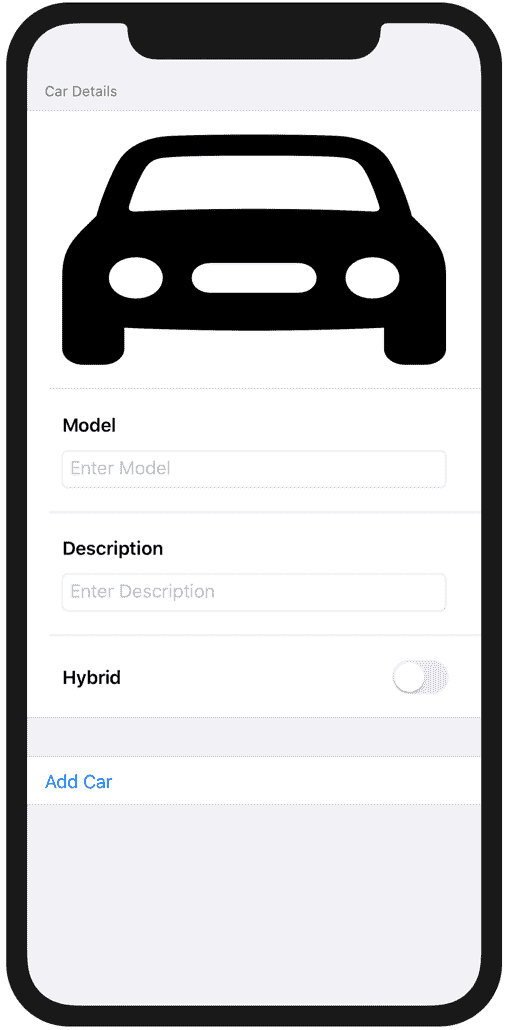 Car Details
Model
Enter Model
Description
Enter Description
Hybrid
Add Car